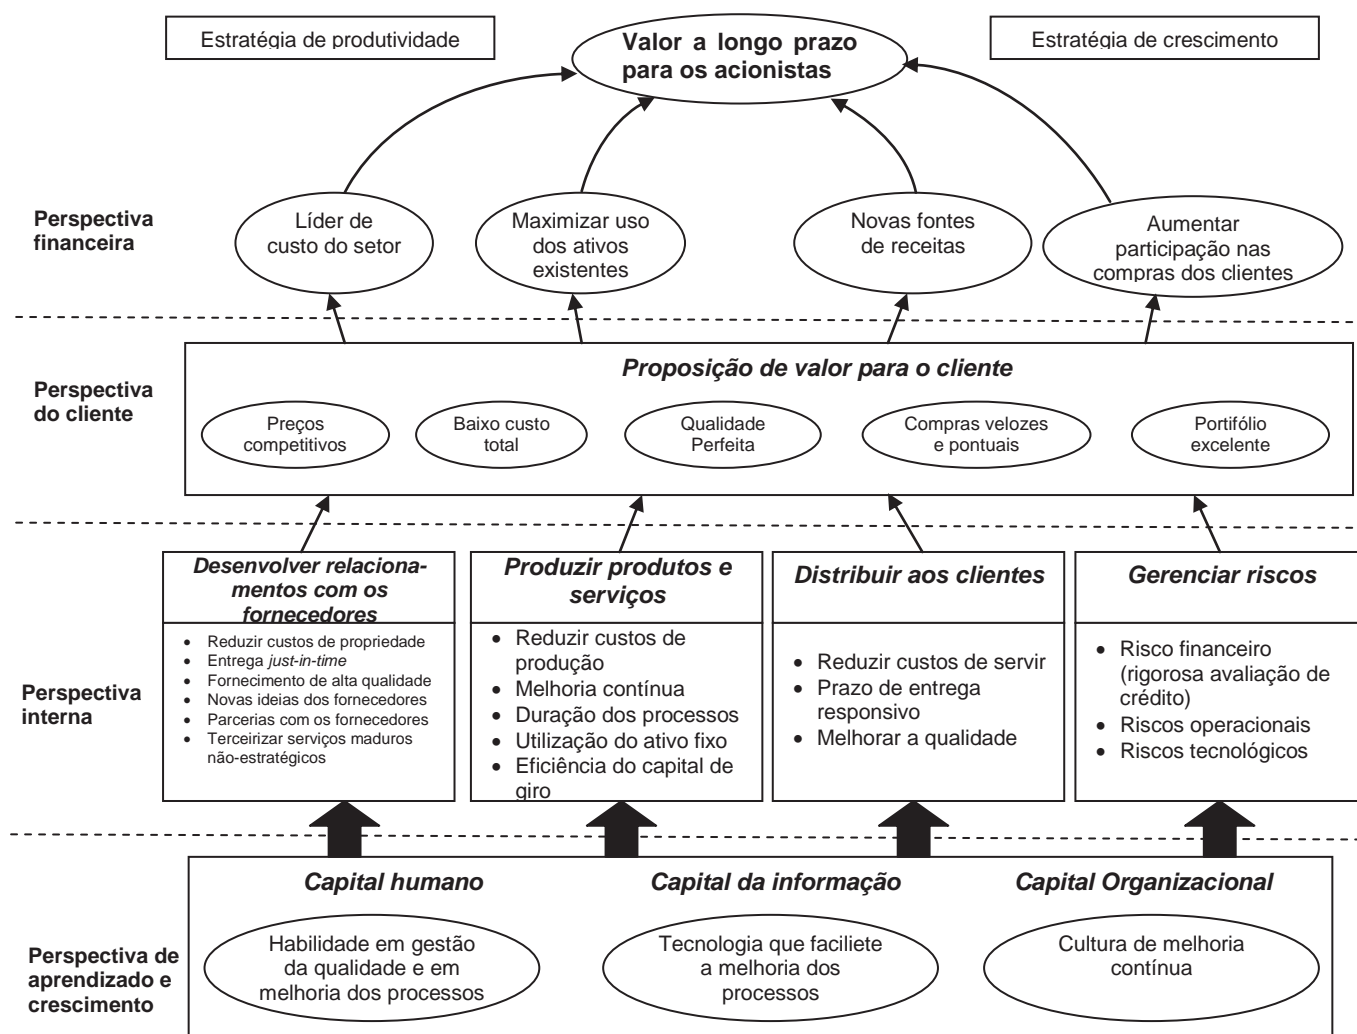 Estratégia de produtividade
Valor a longo prazo
para os acionistas
Estratégia de crescimento
Perspectiva
financeira
Líder de
custo do setor
Maximizar uso
dos ativos
existentes
Novas fontes
de receitas
Aumentar
participação nas
compras dos clientes
Perspectiva
do cliente
Proposição de valor para o cliente
Preços
competitivos
Baixo custo
total
Qualidade
Perfeita
Compras velozes
e pontuais
Portifólio
excelente
Perspectiva
interna
Desenvolver relaciona-
mentos com os
fornecedores
• Reduzir custos de propriedade
• Entrega just-in-time
• Fornecimento de alta qualidade
• Novas ideias dos fornecedores
• Parcerias com os fornecedores
• Terceirizar serviços maduros
não-estratégicos
Produzir produtos e
serviços
• Reduzir custos de
produção
• Melhoria contínua
• Duração dos processos
• Utilização do ativo fixo
• Eficiência do capital de
giro
Distribuir aos clientes
• Reduzir custos de servir
• Prazo de entrega
responsivo
• Melhorar a qualidade
Gerenciar riscos
• Risco financeiro
(rigorosa avaliação de
crédito)
• Riscos operacionais
• Riscos tecnológicos
Perspectiva de
aprendizado e
crescimento
Capital humano
Habilidade em gestão
da qualidade e em
melhoria dos processos
Capital da informação
Tecnologia que faciliete
a melhoria dos
processos
Capital Organizacional
Cultura de melhoria
contínua